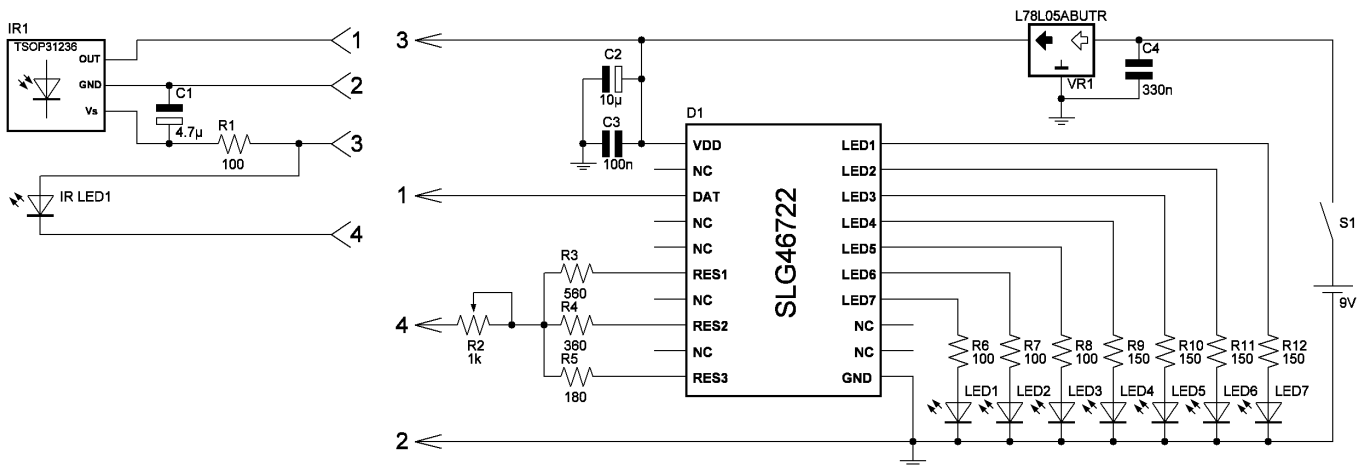 IR1
TSOP31236
OUT
GND
Vs
C1
4.7µ
R1
100
IR LED1
1
2
3
4
3
1
4
2
C2
10µ
C3
100n
L78L05ABUTR
VR1
C4
330n
S1
9V
D1
SLG46722
VDD
NC
DAT
NC
NC
RES1
NC
RES2
NC
RES3
LED1
LED2
LED3
LED4
LED5
LED6
LED7
NC
NC
GND
R2
1k
R3
560
R4
360
R5
180
R6
100
R7
100
R8
100
R9
150
R10
150
R11
150
R12
150
LED1
LED2
LED3
LED4
LED5
LED6
LED7